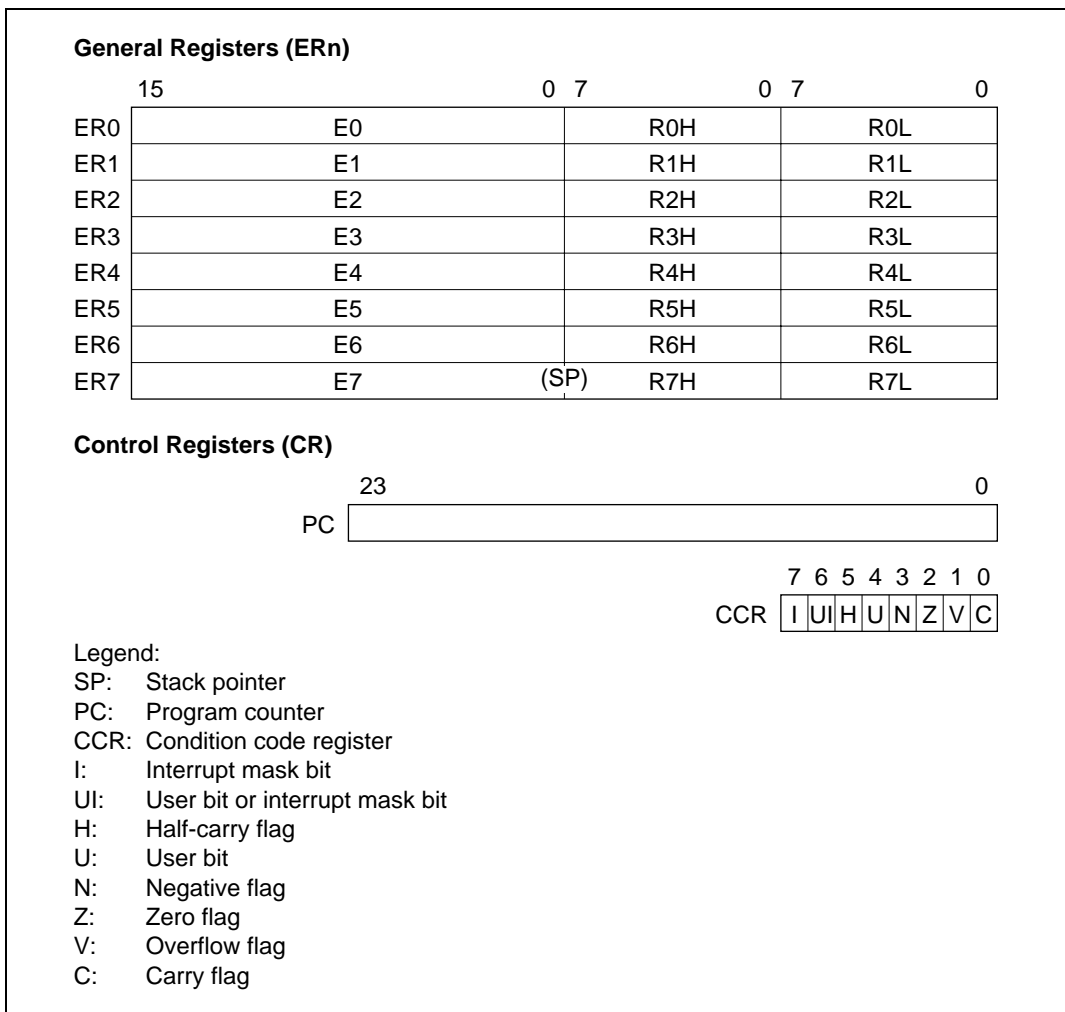 General Registers (ERn)
15 0 7 0 7 0
ER0 E0 R0H R0L
ER1 E1 R1H R1L
ER2 E2 R2H R2L
ER3 E3 R3H R3L
ER4 E4 R4H R4L
ER5 E5 R5H R5L
ER6 E6 R6H R6L
ER7 E7 (SP) R7H R7L
Control Registers (CR)
23 0
PC
7 6 5 4 3 2 1 0
CCR I UI H U N Z V C
Legend:
SP: Stack pointer
PC: Program counter
CCR: Condition code register
I: Interrupt mask bit
UI: User bit or interrupt mask bit
H: Half-carry flag
U: User bit
N: Negative flag
Z: Zero flag
V: Overflow flag
C: Carry flag